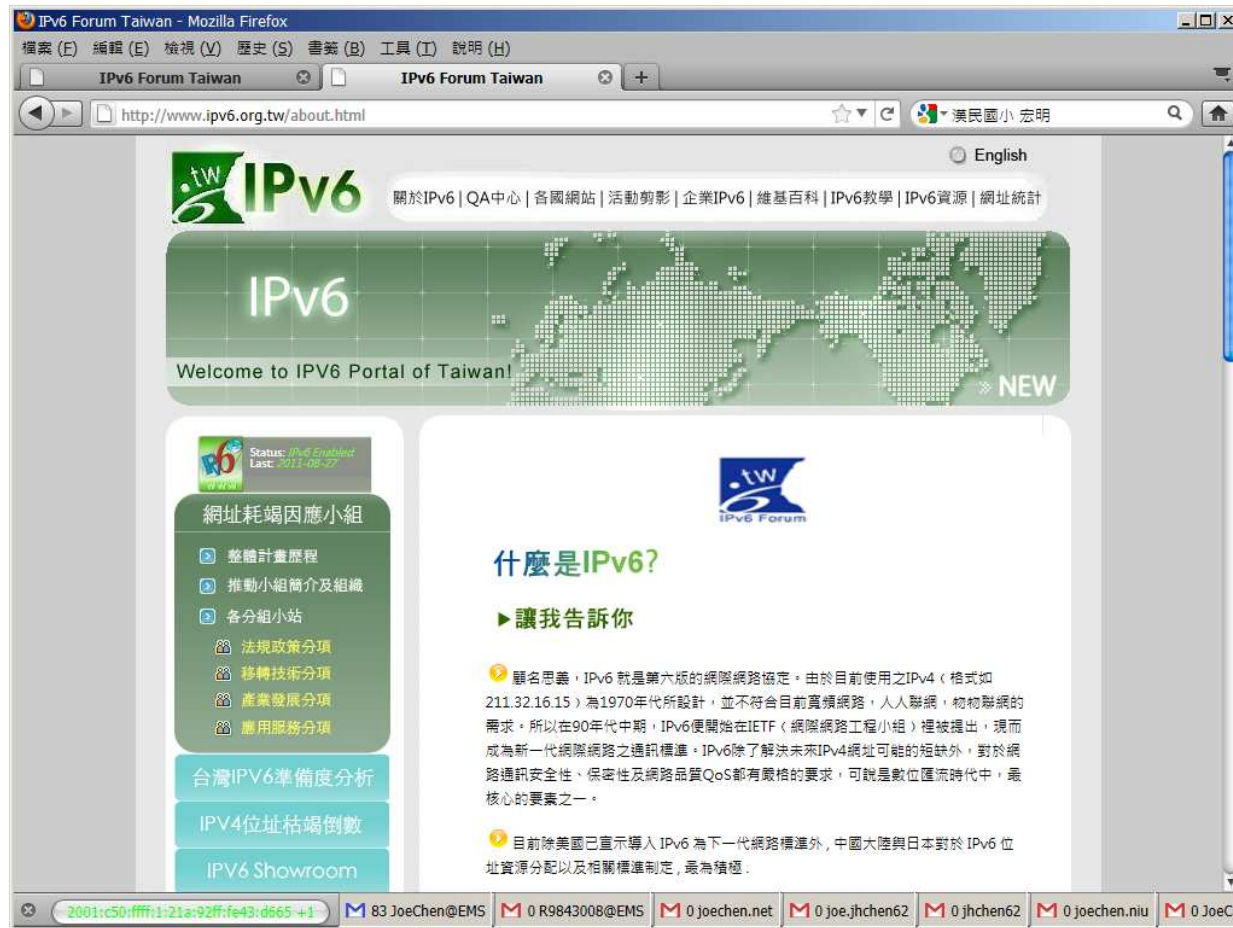 IPv6 Forum Taiwan - Mozilla Firefox
檔案 (F) 編輯 (E) 檢視 (V) 歷史 (S) 書籤 (B) 工具 (T) 說明 (H)
IPv6 Forum Taiwan IPv6 Forum Taiwan
http://www.ipv6.org.tw/about.html 漢民國小 宏明
English
.tw 6 IPv6
關於IPv6 | QA中心 | 各國網站 | 活動剪影 | 企業IPv6 | 維基百科 | IPv6教學 | IPv6資源 | 網址統計
IPv6
Welcome to IPV6 Portal of Taiwan!
NEW
Status: IPv6 Enabled
Last: 2011-08-27
網址耗竭因應小組
整體計畫歷程
推動小組簡介及組織
各分組小站
法規政策分項
移轉技術分項
產業發展分項
應用服務分項
台灣IPV6準備度分析
IPV4位址枯竭倒數
IPV6 Showroom
.tw
IPv6 Forum
什麼是IPv6?
讓我告訴你
顧名思義，IPv6 就是第六版的網際網路協定。由於目前使用之IPv4（格式如
211.32.16.15）為1970年代所設計，並不符合目前寬頻網路，人人聯網，物物聯網的
需求。所以在90年代中期，IPv6便開始在IETF（網際網路工程小組）裡被提出，現而
成為新一代網際網路之通訊標準。IPv6除了解決未來IPv4網址可能的短缺外，對於網
路通訊安全性、保密性及網路品質QoS都有嚴格的要求，可說是數位匯流時代中，最
核心的要素之一。
目前除美國已宣示導入 IPv6 為下一代網路標準外 , 中國大陸與日本對於 IPv6 位
址資源分配以及相關標準制定 , 最為積極 .
2001:c50:ffff:1:21a:92ff:fe43:d665 +1 83 JoeChen@EMS 0 R9843008@EMS 0 joechen.net 0 joe.jhchen62 0 jhchen62 0 joechen.niu 0 JoeC